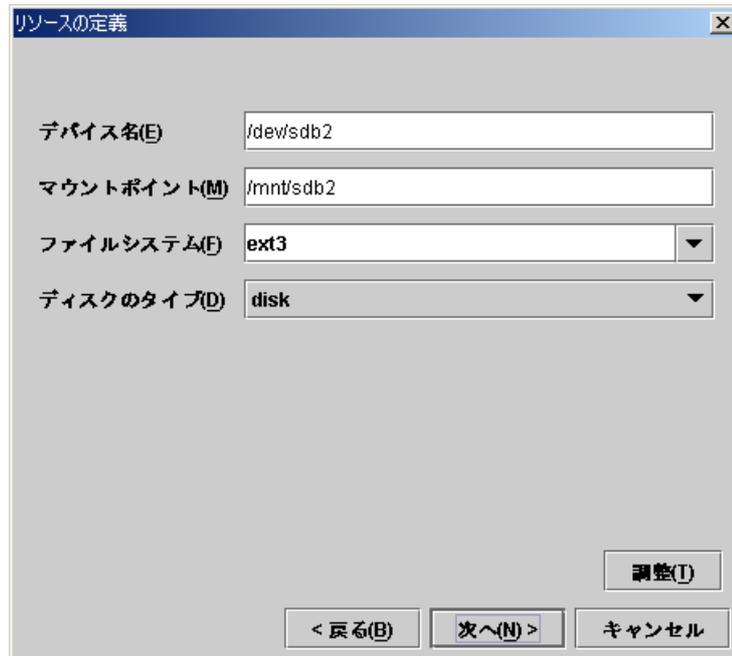 リソースの定義
デバイス名(E) /dev/sdb2
マウントポイント(M) /mnt/sdb2
ファイルシステム(F) ext3
ディスクのタイプ(D) disk
調整(T)
< 戻る(B) 次へ(N) > キャンセル